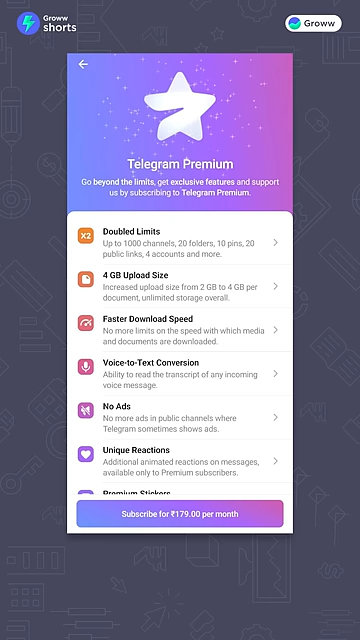 Groww
shorts
Groww
Telegram Premium
Go beyond the limits, get exclusive features and support
us by subscribing to Telegram Premium.
X2
Doubled Limits
Up to 1000 channels, 20 folders, 10 pins, 20
public links, 4 accounts and more.
4 GB Upload Size
Increased upload size from 2 GB to 4 GB per
document, unlimited storage overall.
Faster Download Speed
No more limits on the speed with which media
and documents are downloaded.
Voice-to-Text Conversion
Ability to read the transcript of any incoming
voice message.
No Ads
No more ads in public channels where
Telegram sometimes shows ads.
Unique Reactions
Additional animated reactions on messages,
available only to Premium subscribers.
Premium Stickers
Subscribe for ₹179.00 per month